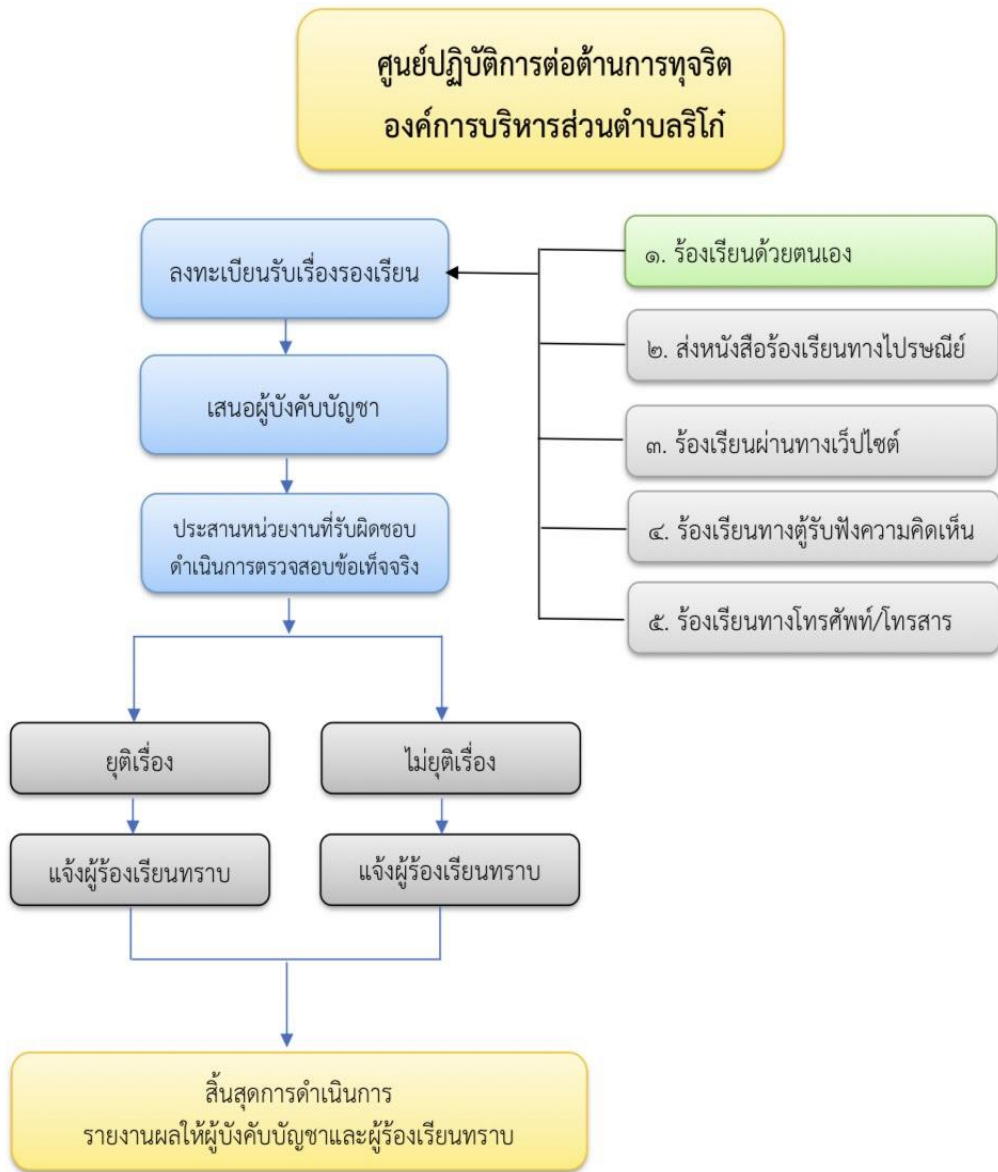 ศูนย์ปฏิบัติการต่อต้านการทุจริต
องค์การบริหารส่วนตำบลริโก๋
ลงทะเบียนรับเรื่องรองเรียน
เสนอผู้บังคับบัญชา
ประสานหน่วยงานที่รับผิดชอบ
ดำเนินการตรวจสอบข้อเท็จจริง
๑. ร้องเรียนด้วยตนเอง
๒. ส่งหนังสือร้องเรียนทางไปรษณีย์
๓. ร้องเรียนผ่านทางเว็ปไซต์
๔. ร้องเรียนทางตู้รับฟังความคิดเห็น
๕. ร้องเรียนทางโทรศัพท์/โทรสาร
ยุติเรื่อง
ไม่ยุติเรื่อง
แจ้งผู้ร้องเรียนทราบ
แจ้งผู้ร้องเรียนทราบ
สิ้นสุดการดำเนินการ
รายงานผลให้ผู้บังคับบัญชาและผู้ร้องเรียนทราบ